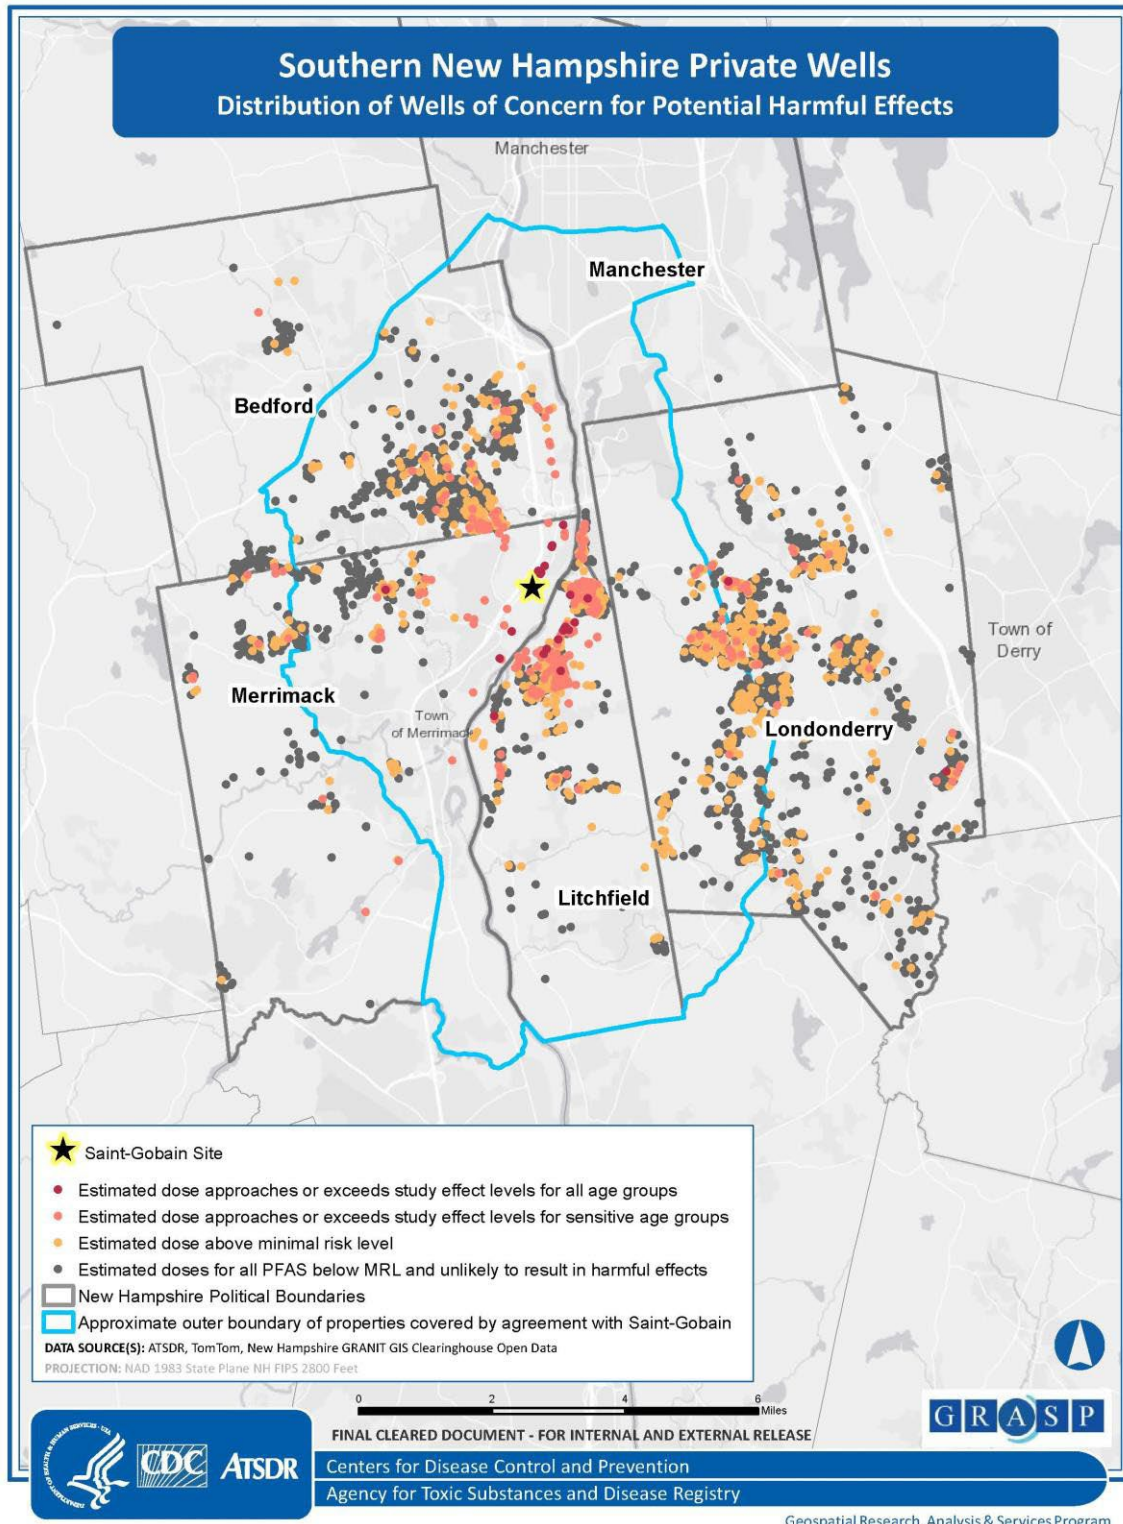 Southern New Hampshire Private Wells
Distribution of Wells of Concern for Potential Harmful Effects
Manchester
Manchester
Bedford
Town of
Derry
Merrimack
Town
of Merrimack
Londonderry
Litchfield
Saint-Gobain Site
Estimated dose approaches or exceeds study effect levels for all age groups
Estimated dose approaches or exceeds study effect levels for sensitive age groups
Estimated dose above minimal risk level
Estimated doses for all PFAS below MRL and unlikely to result in harmful effects
New Hampshire Political Boundaries
Approximate outer boundary of properties covered by agreement with Saint-Gobain
DATA SOURCE(S): ATSDR, TomTom, New Hampshire GRANIT GIS Clearinghouse Open Data
PROJECTION: NAD 1983 State Plane NH FIPS 2800 Feet
0 2 4 6
Miles
GRASP
FINAL CLEARED DOCUMENT - FOR INTERNAL AND EXTERNAL RELEASE
DEPARTMENT OF HEALTH & HUMAN SERVICES · USA
CDC ATSDR
Centers for Disease Control and Prevention
Agency for Toxic Substances and Disease Registry
Geospatial Research, Analysis & Services Program